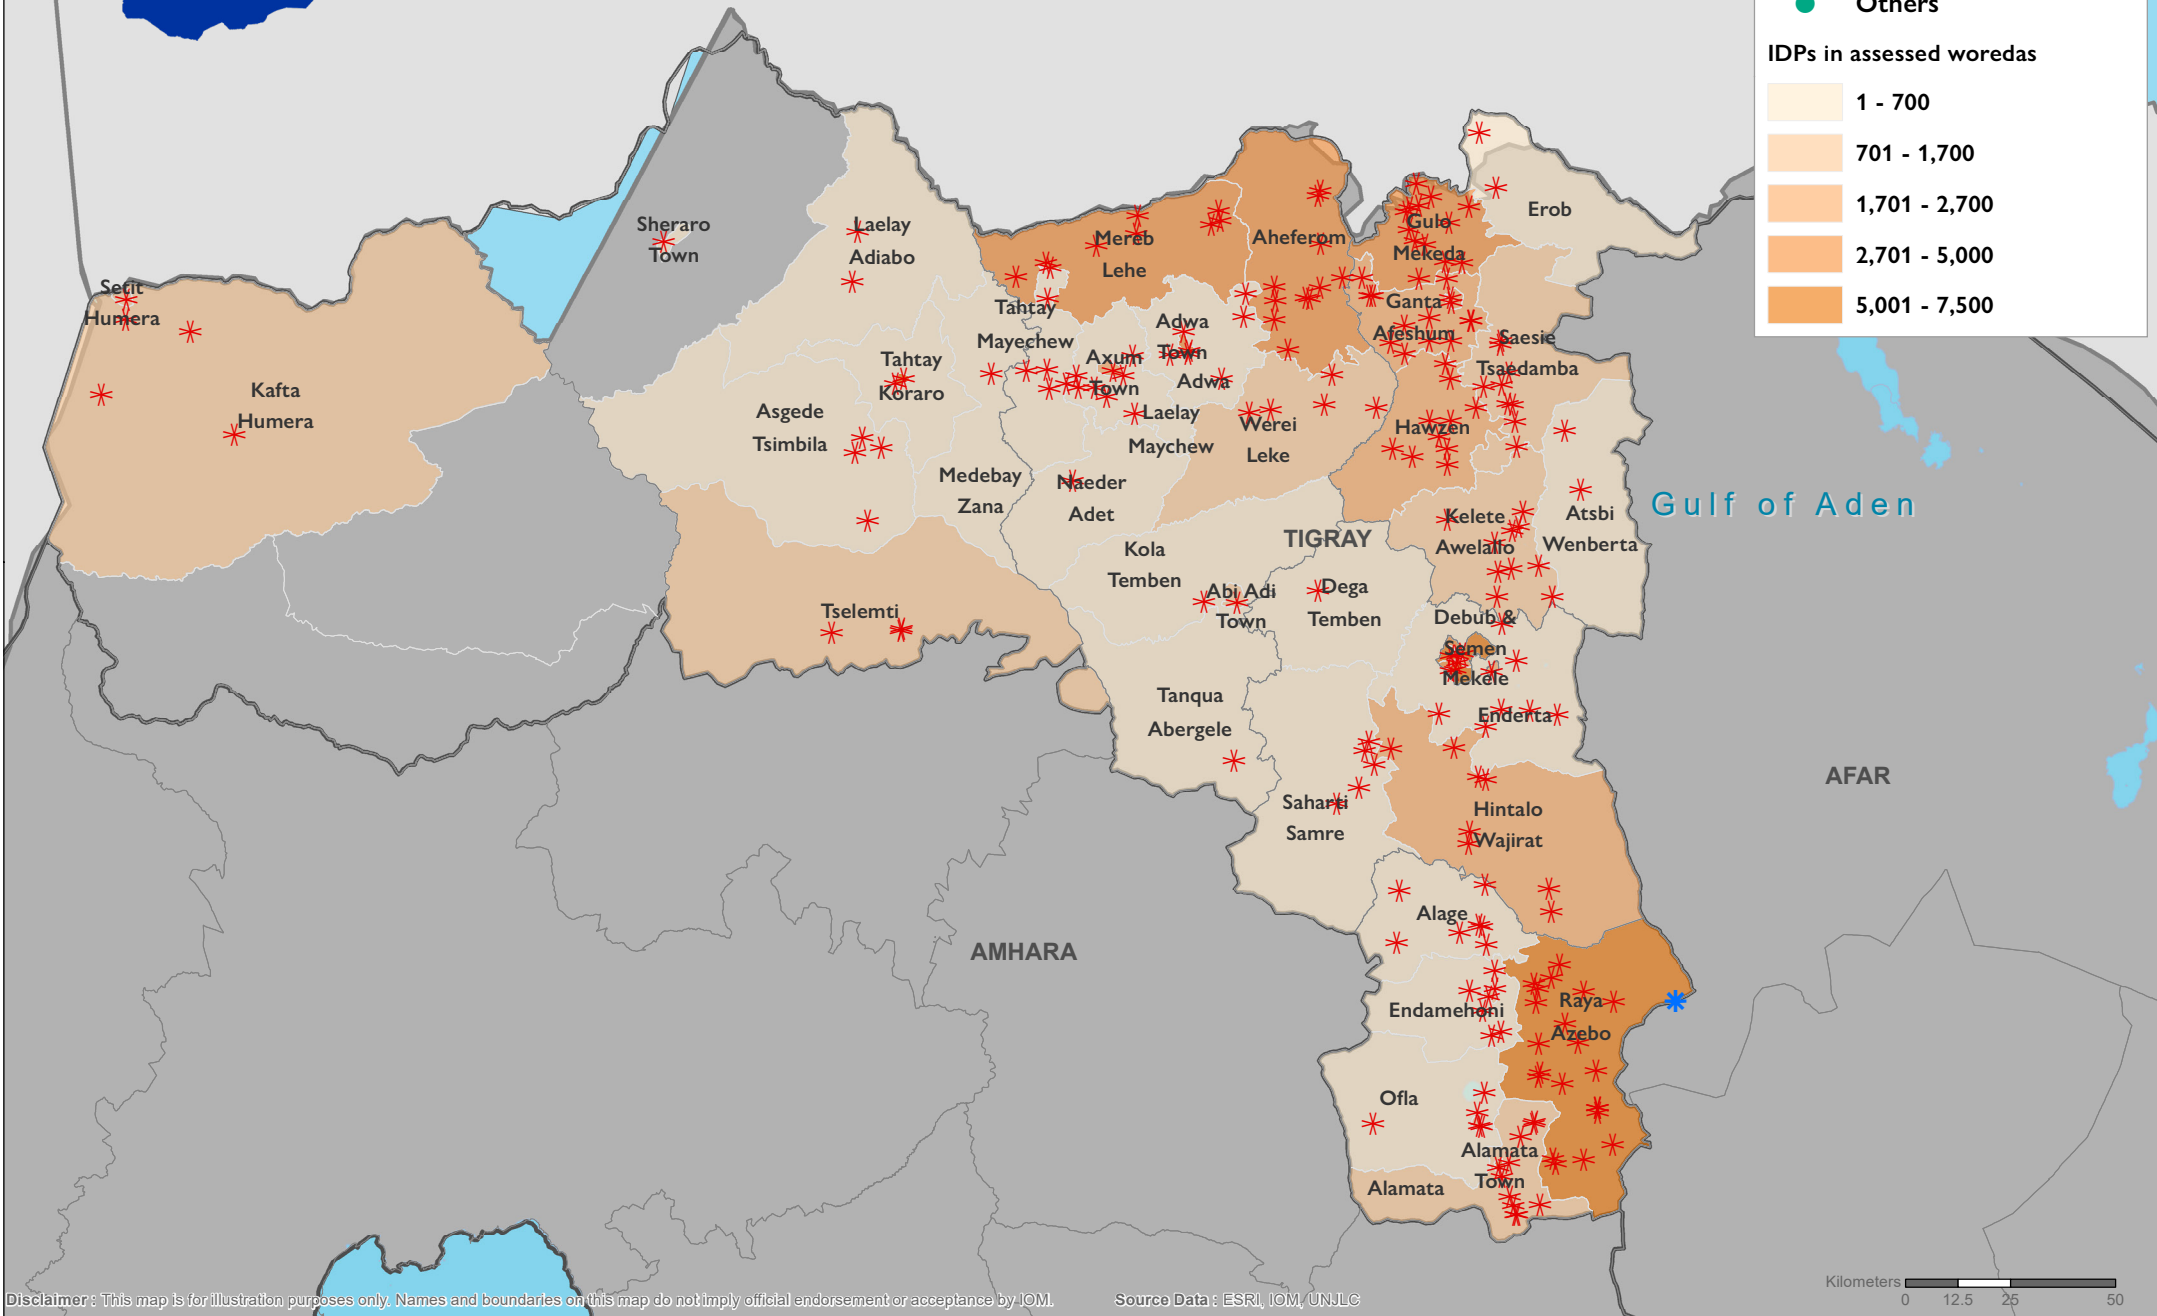 Others
IDPs in assessed woredas
1 - 700
701 - 1,700
1,701 - 2,700
2,701 - 5,000
5,001 - 7,500
Sheraro
Town
Laelay
Adiabo
Mereb
Lehe
Aheferom
Gulo
Mekeda
Erob
Setit
Humera
Kafta
Humera
Tahtay
Mayechew
Adwa
Town
Adwa
Ganta
Afeshum
Saesie
Tsaedamba
Tahtay
Koraro
Axum
Town
Asgede
Tsimbila
Laelay
Maychew
Werei
Leke
Hawzen
Medebay
Zana
Naeder
Adet
Kelete
Awelallo
Atsbi
Wenberta
Gulf of Aden
TIGRAY
Kola
Temben
Abi Adi
Town
Dega
Temben
Tselemti
Debub &
Semen
Mekele
Enderta
Tanqua
Abergele
AFAR
Saharti
Samre
Hintalo
Wajirat
Alage
AMHARA
Endamehoni
Raya
Azebo
Ofla
Alamata
Town
Alamata
Kilometers
0 12.5 25 50
Disclaimer : This map is for illustration purposes only. Names and boundaries on this map do not imply official endorsement or acceptance by IOM.
Source Data : ESRI, IOM, UNJLC